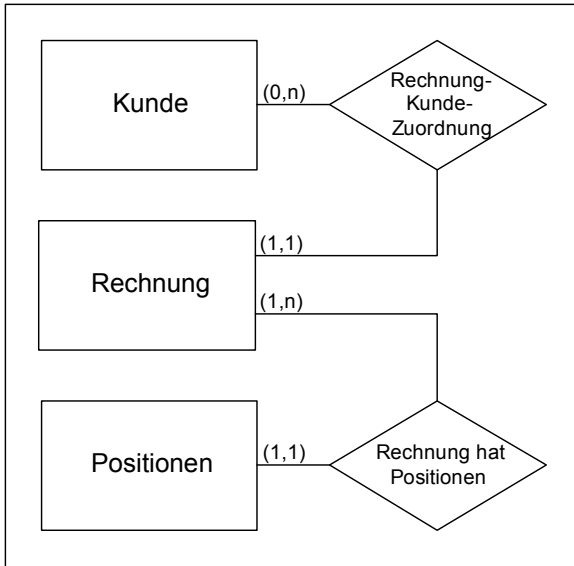 Kunde
(0,n)
Rechnung-
Kunde-
Zuordnung
(1,1)
Rechnung
(1,n)
Positionen
(1,1)
Rechnung hat
Positionen